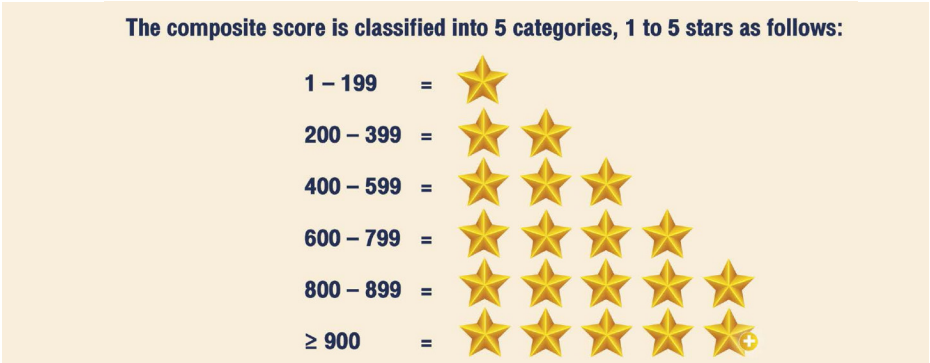 The composite score is classified into 5 categories, 1 to 5 stars as follows:
1 – 199 =
200 – 399 =
400 – 599 =
600 – 799 =
800 – 899 =
≥ 900 = +